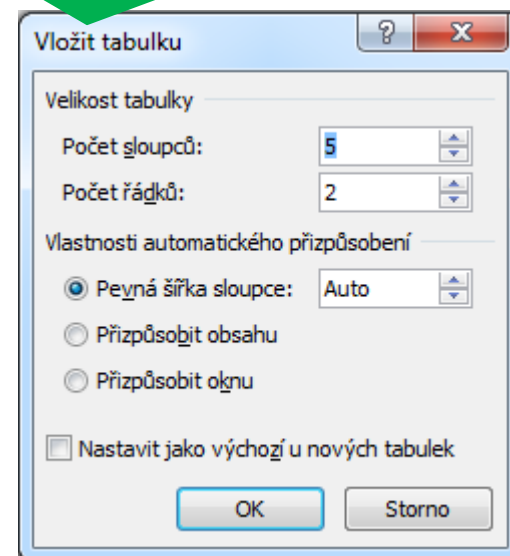 Vložit tabulku
Velikost tabulky
Počet sloupců: 5
Počet řádků: 2
Vlastnosti automatického přizpůsobení
Pevná šířka sloupce: Auto
Přizpůsobit obsahu
Přizpůsobit oknu
Nastavit jako výchozí u nových tabulek
OK Storno